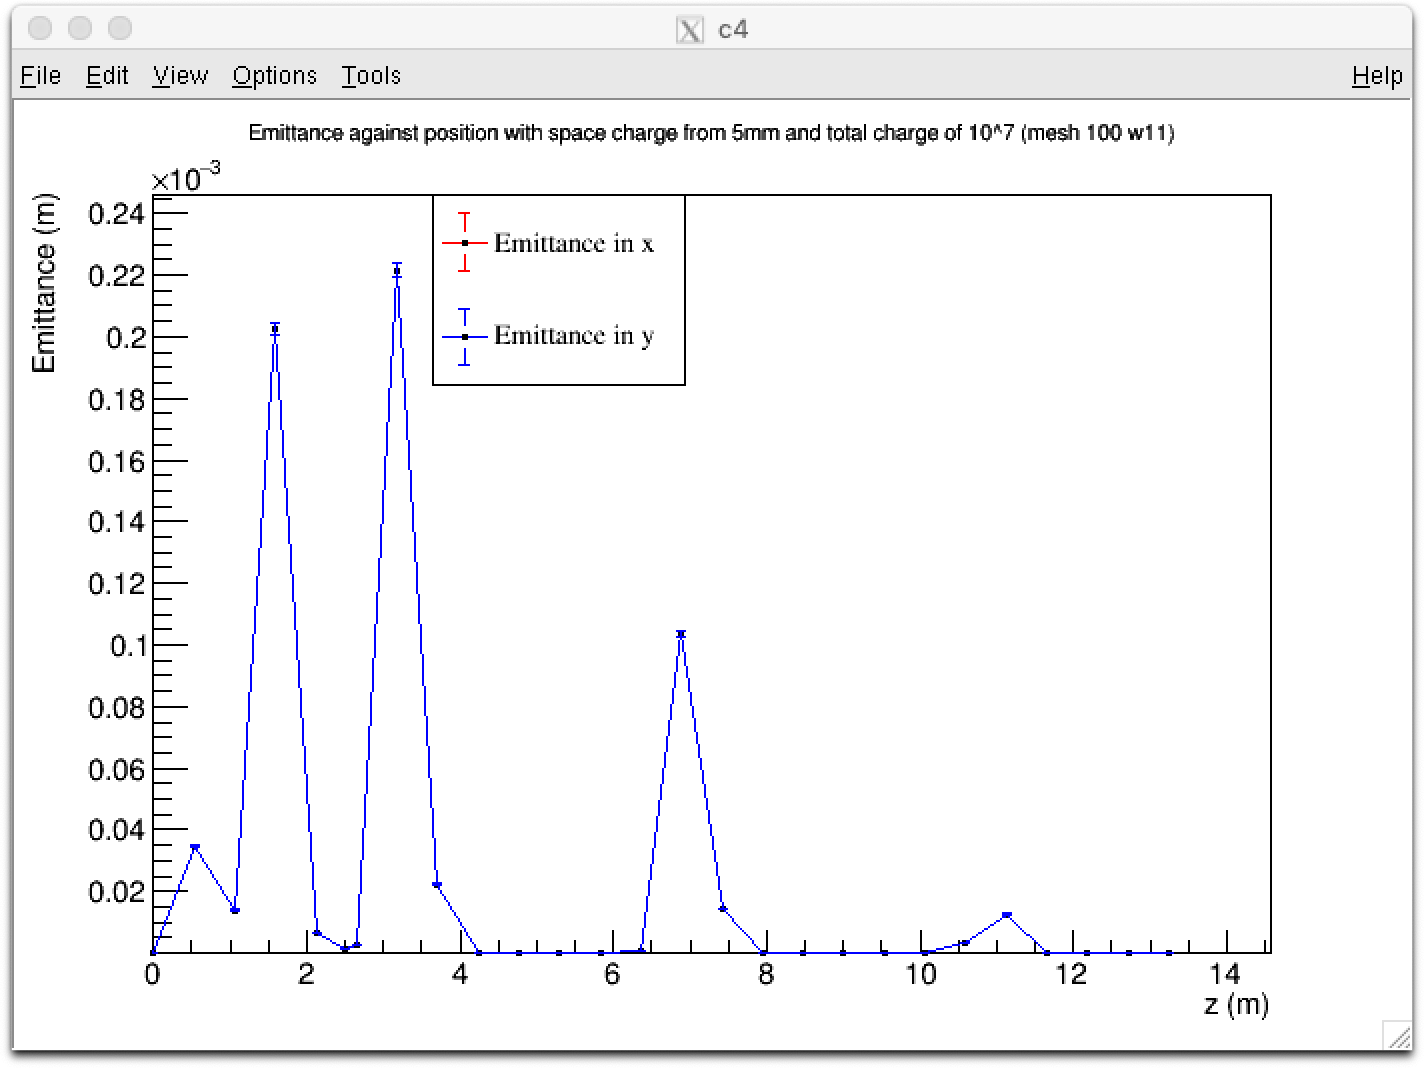 c4
File Edit View Options Tools Help
Emittance against position with space charge from 5mm and total charge of 10^7 (mesh 100 w11)
×10⁻³
Emittance (m)
0.24
0.22
0.2
0.18
0.16
0.14
0.12
0.1
0.08
0.06
0.04
0.02
Emittance in x
Emittance in y
0 2 4 6 8 10 12 14
z (m)